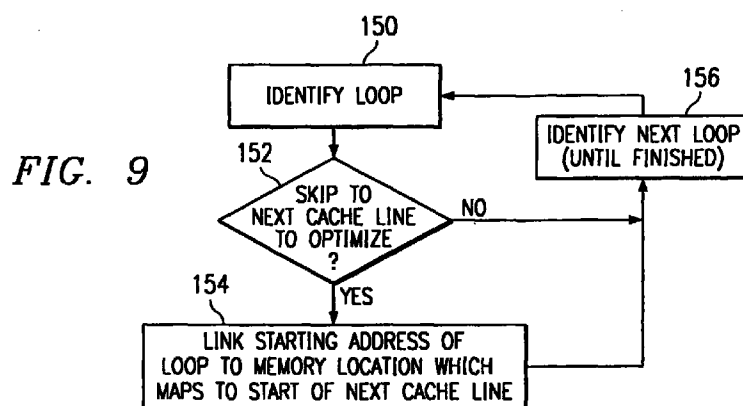 150
IDENTIFY LOOP
156
IDENTIFY NEXT LOOP
(UNTIL FINISHED)
FIG. 9
152
SKIP TO
NEXT CACHE LINE
TO OPTIMIZE
?
NO
YES
154
LINK STARTING ADDRESS OF
LOOP TO MEMORY LOCATION WHICH
MAPS TO START OF NEXT CACHE LINE